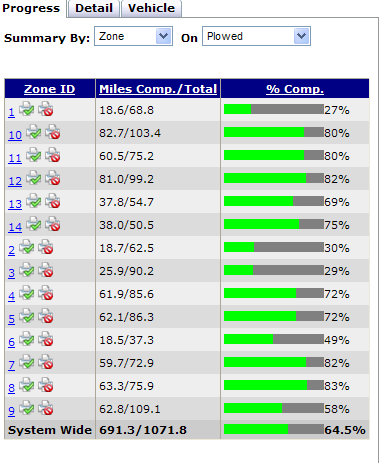 Progress Detail Vehicle
Summary By: Zone On Plowed
Zone ID Miles Comp./Total % Comp.
1 18.6/68.8 27%
10 82.7/103.4 80%
11 60.5/75.2 80%
12 81.0/99.2 82%
13 37.8/54.7 69%
14 38.0/50.5 75%
2 18.7/62.5 30%
3 25.9/90.2 29%
4 61.9/85.6 72%
5 62.1/86.3 72%
6 18.5/37.3 49%
7 59.7/72.9 82%
8 63.3/75.9 83%
9 62.8/109.1 58%
System Wide 691.3/1071.8 64.5%